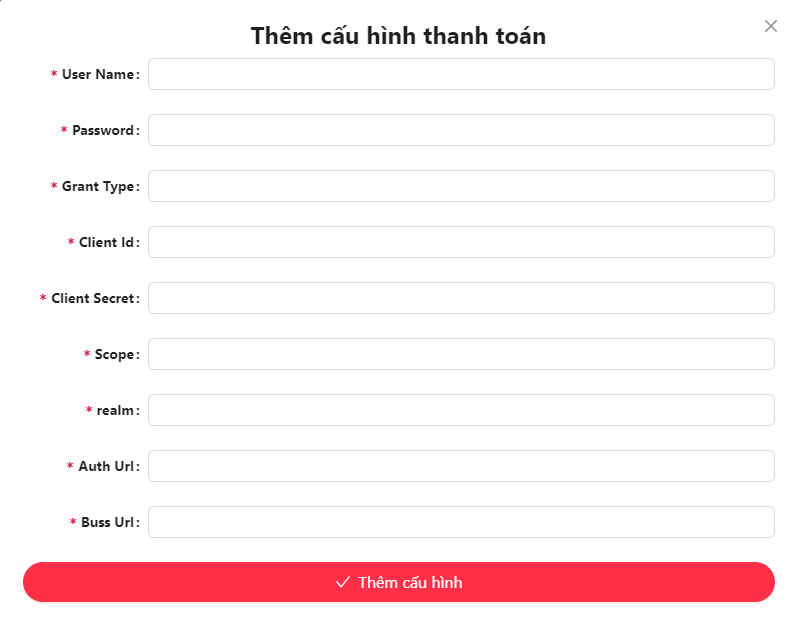 Thêm cấu hình thanh toán
* User Name:
* Password:
* Grant Type:
* Client Id:
* Client Secret:
* Scope:
* realm:
* Auth Url:
* Buss Url:
Thêm cấu hình